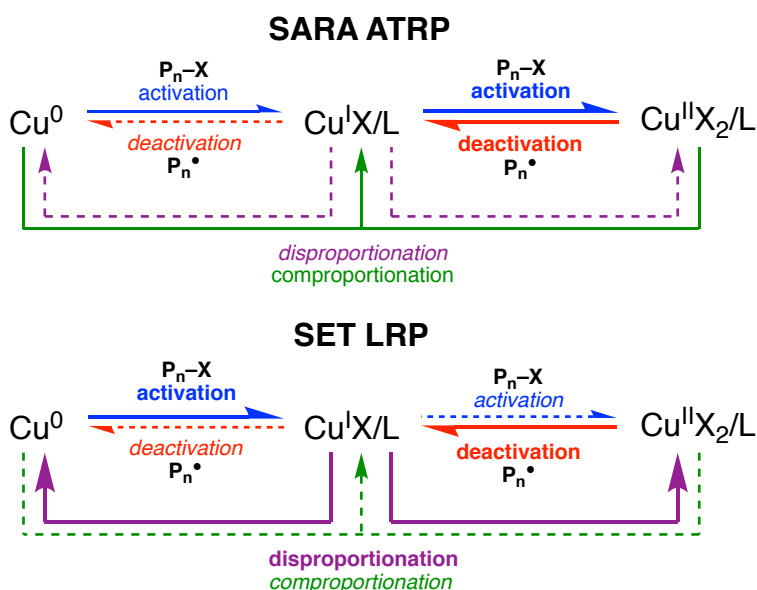 SARA ATRP
Pn–X Pn–X
activation activation
Cu⁰ CuᴵX/L CuᴵᴵX₂/L
deactivation deactivation
Pn• Pn•
disproportionation
comproportionation
SET LRP
Pn–X Pn–X
activation activation
Cu⁰ CuᴵX/L CuᴵᴵX₂/L
deactivation deactivation
Pn• Pn•
disproportionation
comproportionation